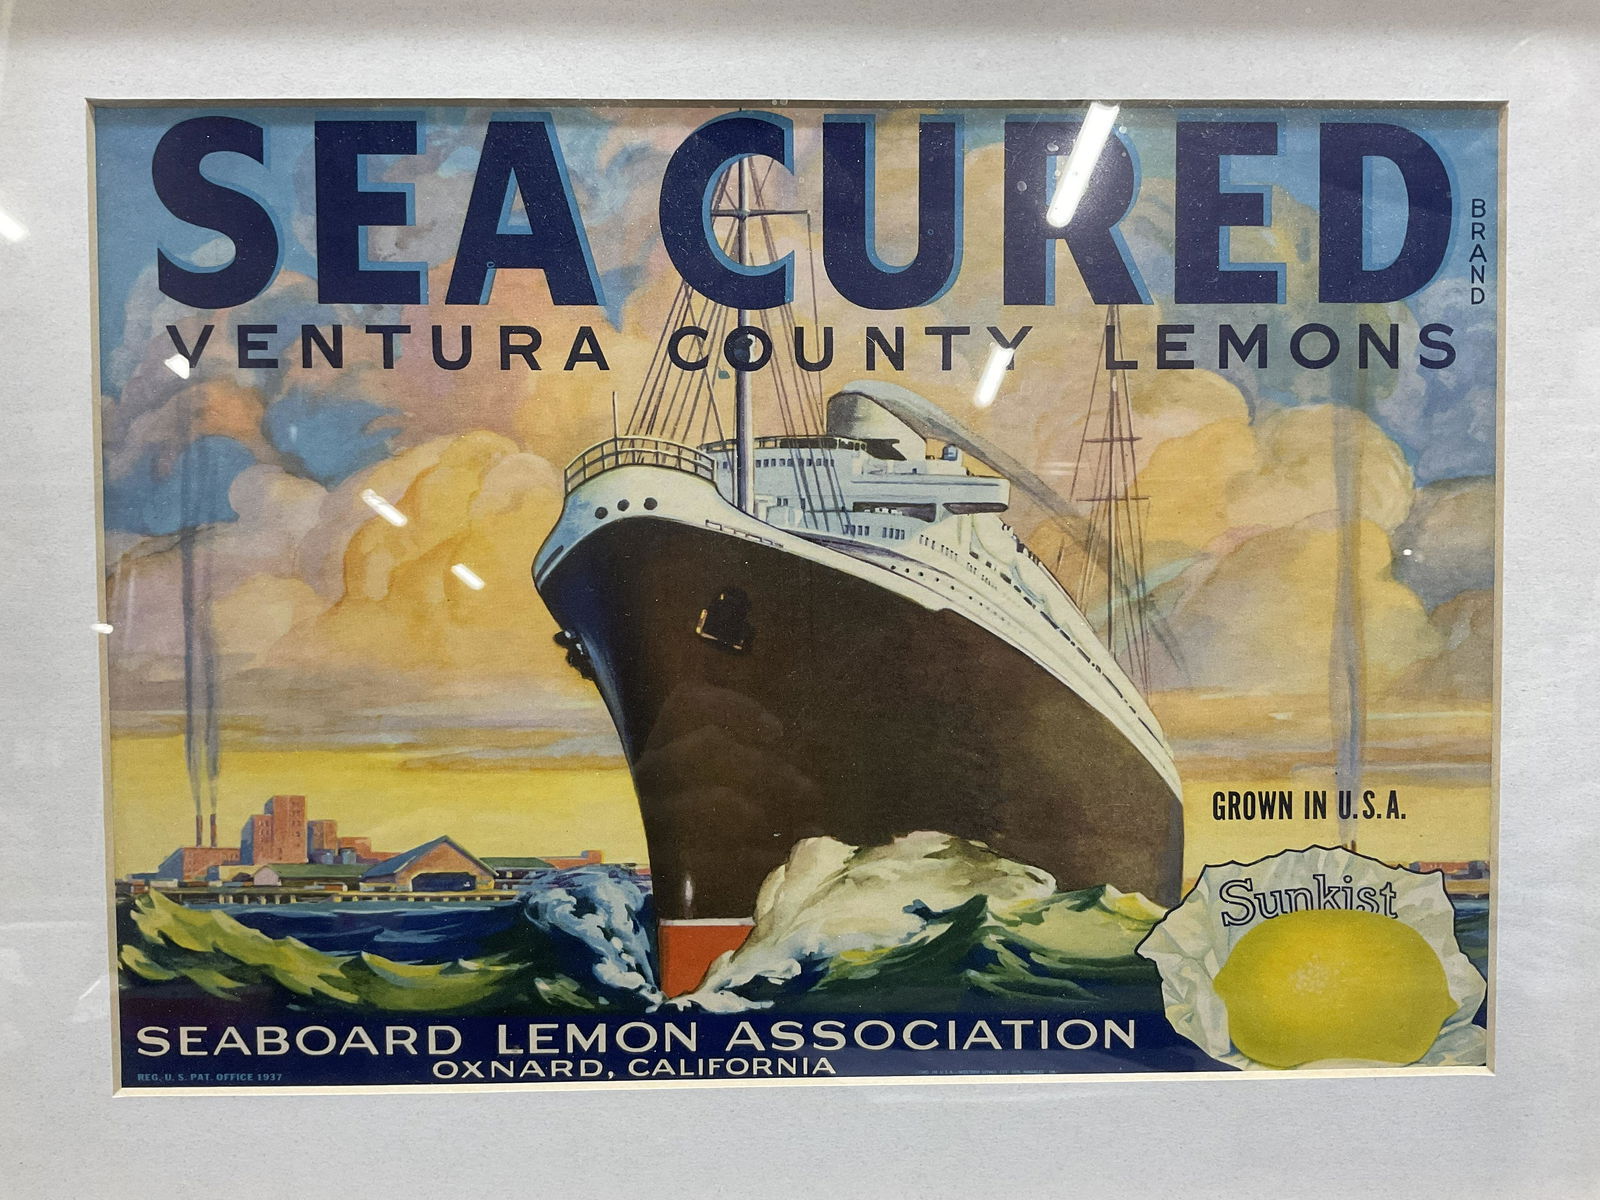 SEA CURED
BRAND
VENTURA COUNTY LEMONS
GROWN IN U.S.A.
Sunkist
SEABOARD LEMON ASSOCIATION
OXNARD, CALIFORNIA
REG. U. S. PAT. OFFICE 1937